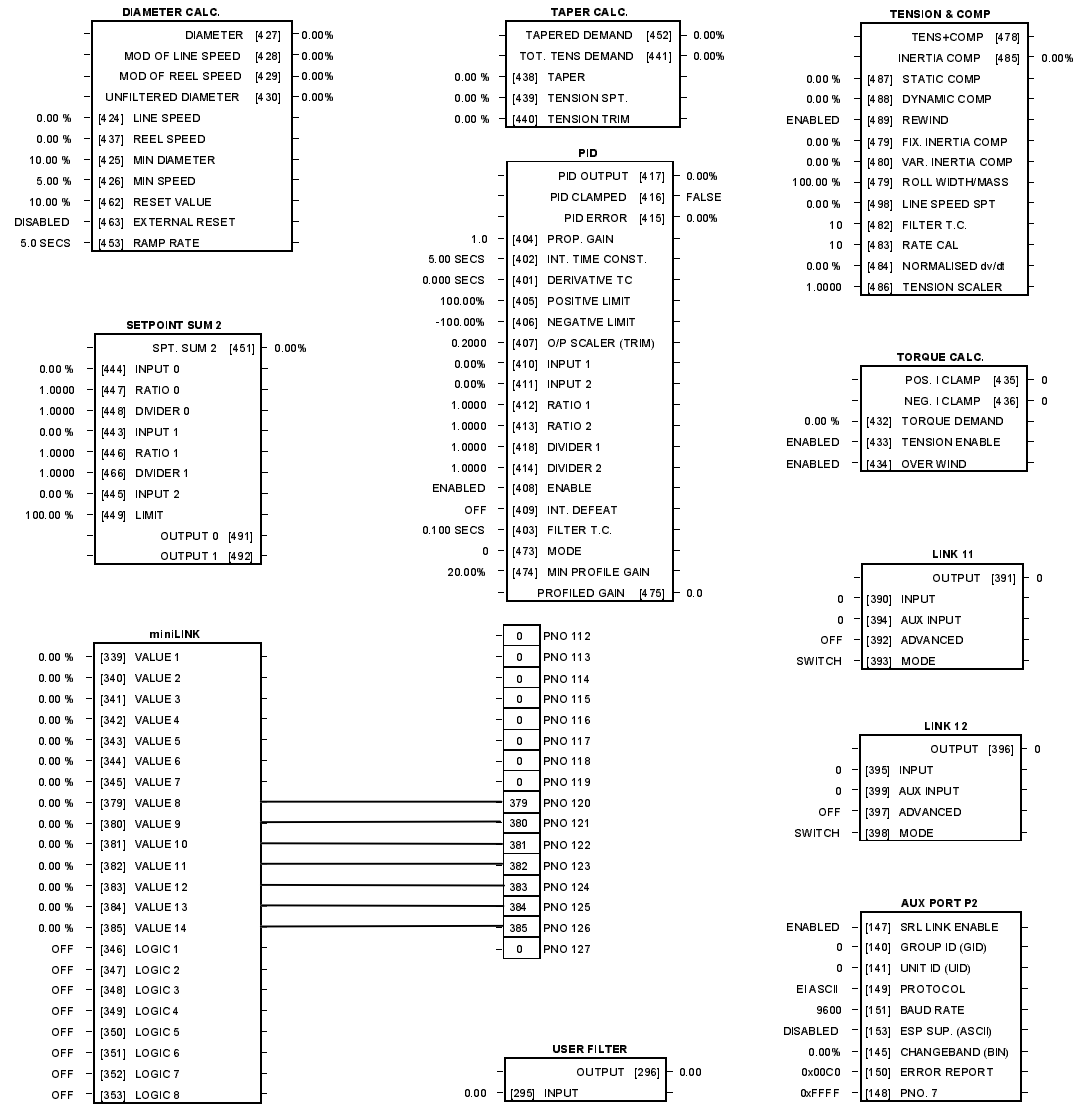 DIAMETER CALC.
DIAMETER [427] 0.00%
MOD OF LINE SPEED [428] 0.00%
MOD OF REEL SPEED [429] 0.00%
UNFILTERED DIAMETER [430] 0.00%
0.00 % [424] LINE SPEED
0.00 % [437] REEL SPEED
10.00 % [425] MIN DIAMETER
5.00 % [426] MIN SPEED
10.00 % [462] RESET VALUE
DISABLED [463] EXTERNAL RESET
5.0 SECS [453] RAMP RATE
SETPOINT SUM 2
SPT. SUM 2 [451] 0.00%
0.00 % [444] INPUT 0
1.0000 [447] RATIO 0
1.0000 [448] DIVIDER 0
0.00 % [443] INPUT 1
1.0000 [446] RATIO 1
1.0000 [466] DIVIDER 1
0.00 % [445] INPUT 2
100.00 % [449] LIMIT
OUTPUT 0 [491]
OUTPUT 1 [492]
miniLINK
0.00 % [339] VALUE 1
0.00 % [340] VALUE 2
0.00 % [341] VALUE 3
0.00 % [342] VALUE 4
0.00 % [343] VALUE 5
0.00 % [344] VALUE 6
0.00 % [345] VALUE 7
0.00 % [379] VALUE 8
0.00 % [380] VALUE 9
0.00 % [381] VALUE 10
0.00 % [382] VALUE 11
0.00 % [383] VALUE 12
0.00 % [384] VALUE 13
0.00 % [385] VALUE 14
OFF [346] LOGIC 1
OFF [347] LOGIC 2
OFF [348] LOGIC 3
OFF [349] LOGIC 4
OFF [350] LOGIC 5
OFF [351] LOGIC 6
OFF [352] LOGIC 7
OFF [353] LOGIC 8
TAPER CALC.
TAPERED DEMAND [452] 0.00%
TOT. TENS DEMAND [441] 0.00%
0.00 % [438] TAPER
0.00 % [439] TENSION SPT.
0.00 % [440] TENSION TRIM
PID
PID OUTPUT [417] 0.00%
PID CLAMPED [416] FALSE
PID ERROR [415] 0.00%
1.0 [404] PROP. GAIN
5.00 SECS [402] INT. TIME CONST.
0.000 SECS [401] DERIVATIVE TC
100.00% [405] POSITIVE LIMIT
-100.00% [406] NEGATIVE LIMIT
0.2000 [407] O/P SCALER (TRIM)
0.00% [410] INPUT 1
0.00% [411] INPUT 2
1.0000 [412] RATIO 1
1.0000 [413] RATIO 2
1.0000 [418] DIVIDER 1
1.0000 [414] DIVIDER 2
ENABLED [408] ENABLE
OFF [409] INT. DEFEAT
0.100 SECS [403] FILTER T.C.
0 [473] MODE
20.00% [474] MIN PROFILE GAIN
PROFILED GAIN [475] 0.0
0 PNO 112
0 PNO 113
0 PNO 114
0 PNO 115
0 PNO 116
0 PNO 117
0 PNO 118
0 PNO 119
379 PNO 120
380 PNO 121
381 PNO 122
382 PNO 123
383 PNO 124
384 PNO 125
385 PNO 126
0 PNO 127
USER FILTER
OUTPUT [296] 0.00
0.00 [295] INPUT
TENSION & COMP
TENS+COMP [478]
INERTIA COMP [485] 0.00%
0.00 % [487] STATIC COMP
0.00 % [488] DYNAMIC COMP
ENABLED [489] REWIND
0.00 % [479] FIX. INERTIA COMP
0.00 % [480] VAR. INERTIA COMP
100.00 % [479] ROLL WIDTH/MASS
0.00 % [498] LINE SPEED SPT
10 [482] FILTER T.C.
10 [483] RATE CAL
0.00 % [484] NORMALISED dv/dt
1.0000 [486] TENSION SCALER
TORQUE CALC.
POS. I CLAMP [435] 0
NEG. I CLAMP [436] 0
0.00 % [432] TORQUE DEMAND
ENABLED [433] TENSION ENABLE
ENABLED [434] OVER WIND
LINK 11
OUTPUT [391] 0
0 [390] INPUT
0 [394] AUX INPUT
OFF [392] ADVANCED
SWITCH [393] MODE
LINK 12
OUTPUT [396] 0
0 [395] INPUT
0 [399] AUX INPUT
OFF [397] ADVANCED
SWITCH [398] MODE
AUX PORT P2
ENABLED [147] SRL LINK ENABLE
0 [140] GROUP ID (GID)
0 [141] UNIT ID (UID)
EI ASCII [149] PROTOCOL
9600 [151] BAUD RATE
DISABLED [153] ESP SUP. (ASCII)
0.00% [145] CHANGEBAND (BIN)
0x00C0 [150] ERROR REPORT
0xFFFF [148] PNO. 7